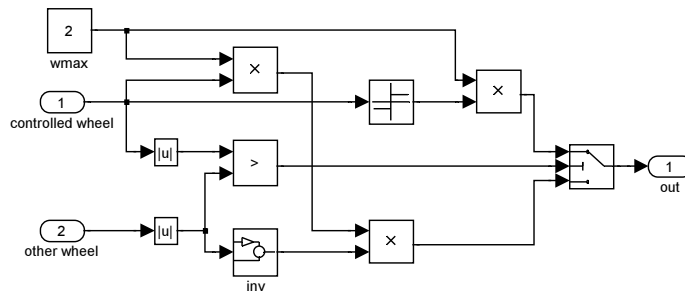 2
wmax
×
1
controlled wheel
×
|u|
>
1
out
2
other wheel
|u|
×
inv